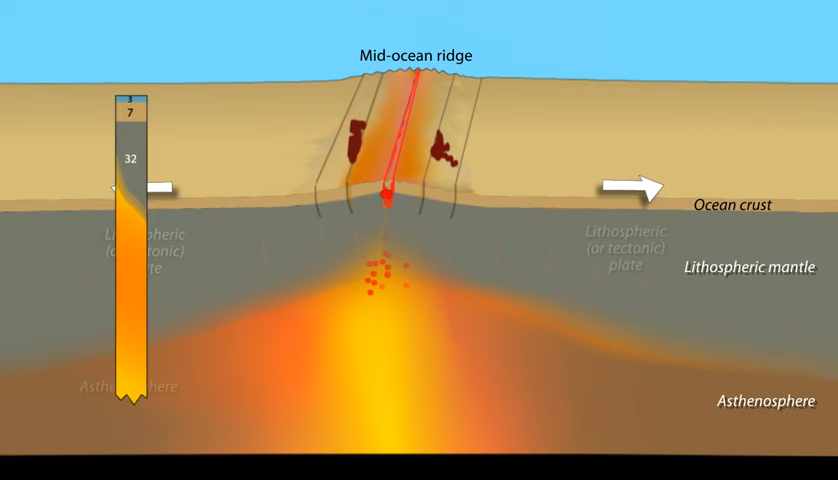 Mid-ocean ridge
3
7
32
Ocean crust
Lithospheric
(or tectonic)
plate
Lithospheric mantle
Asthenosphere